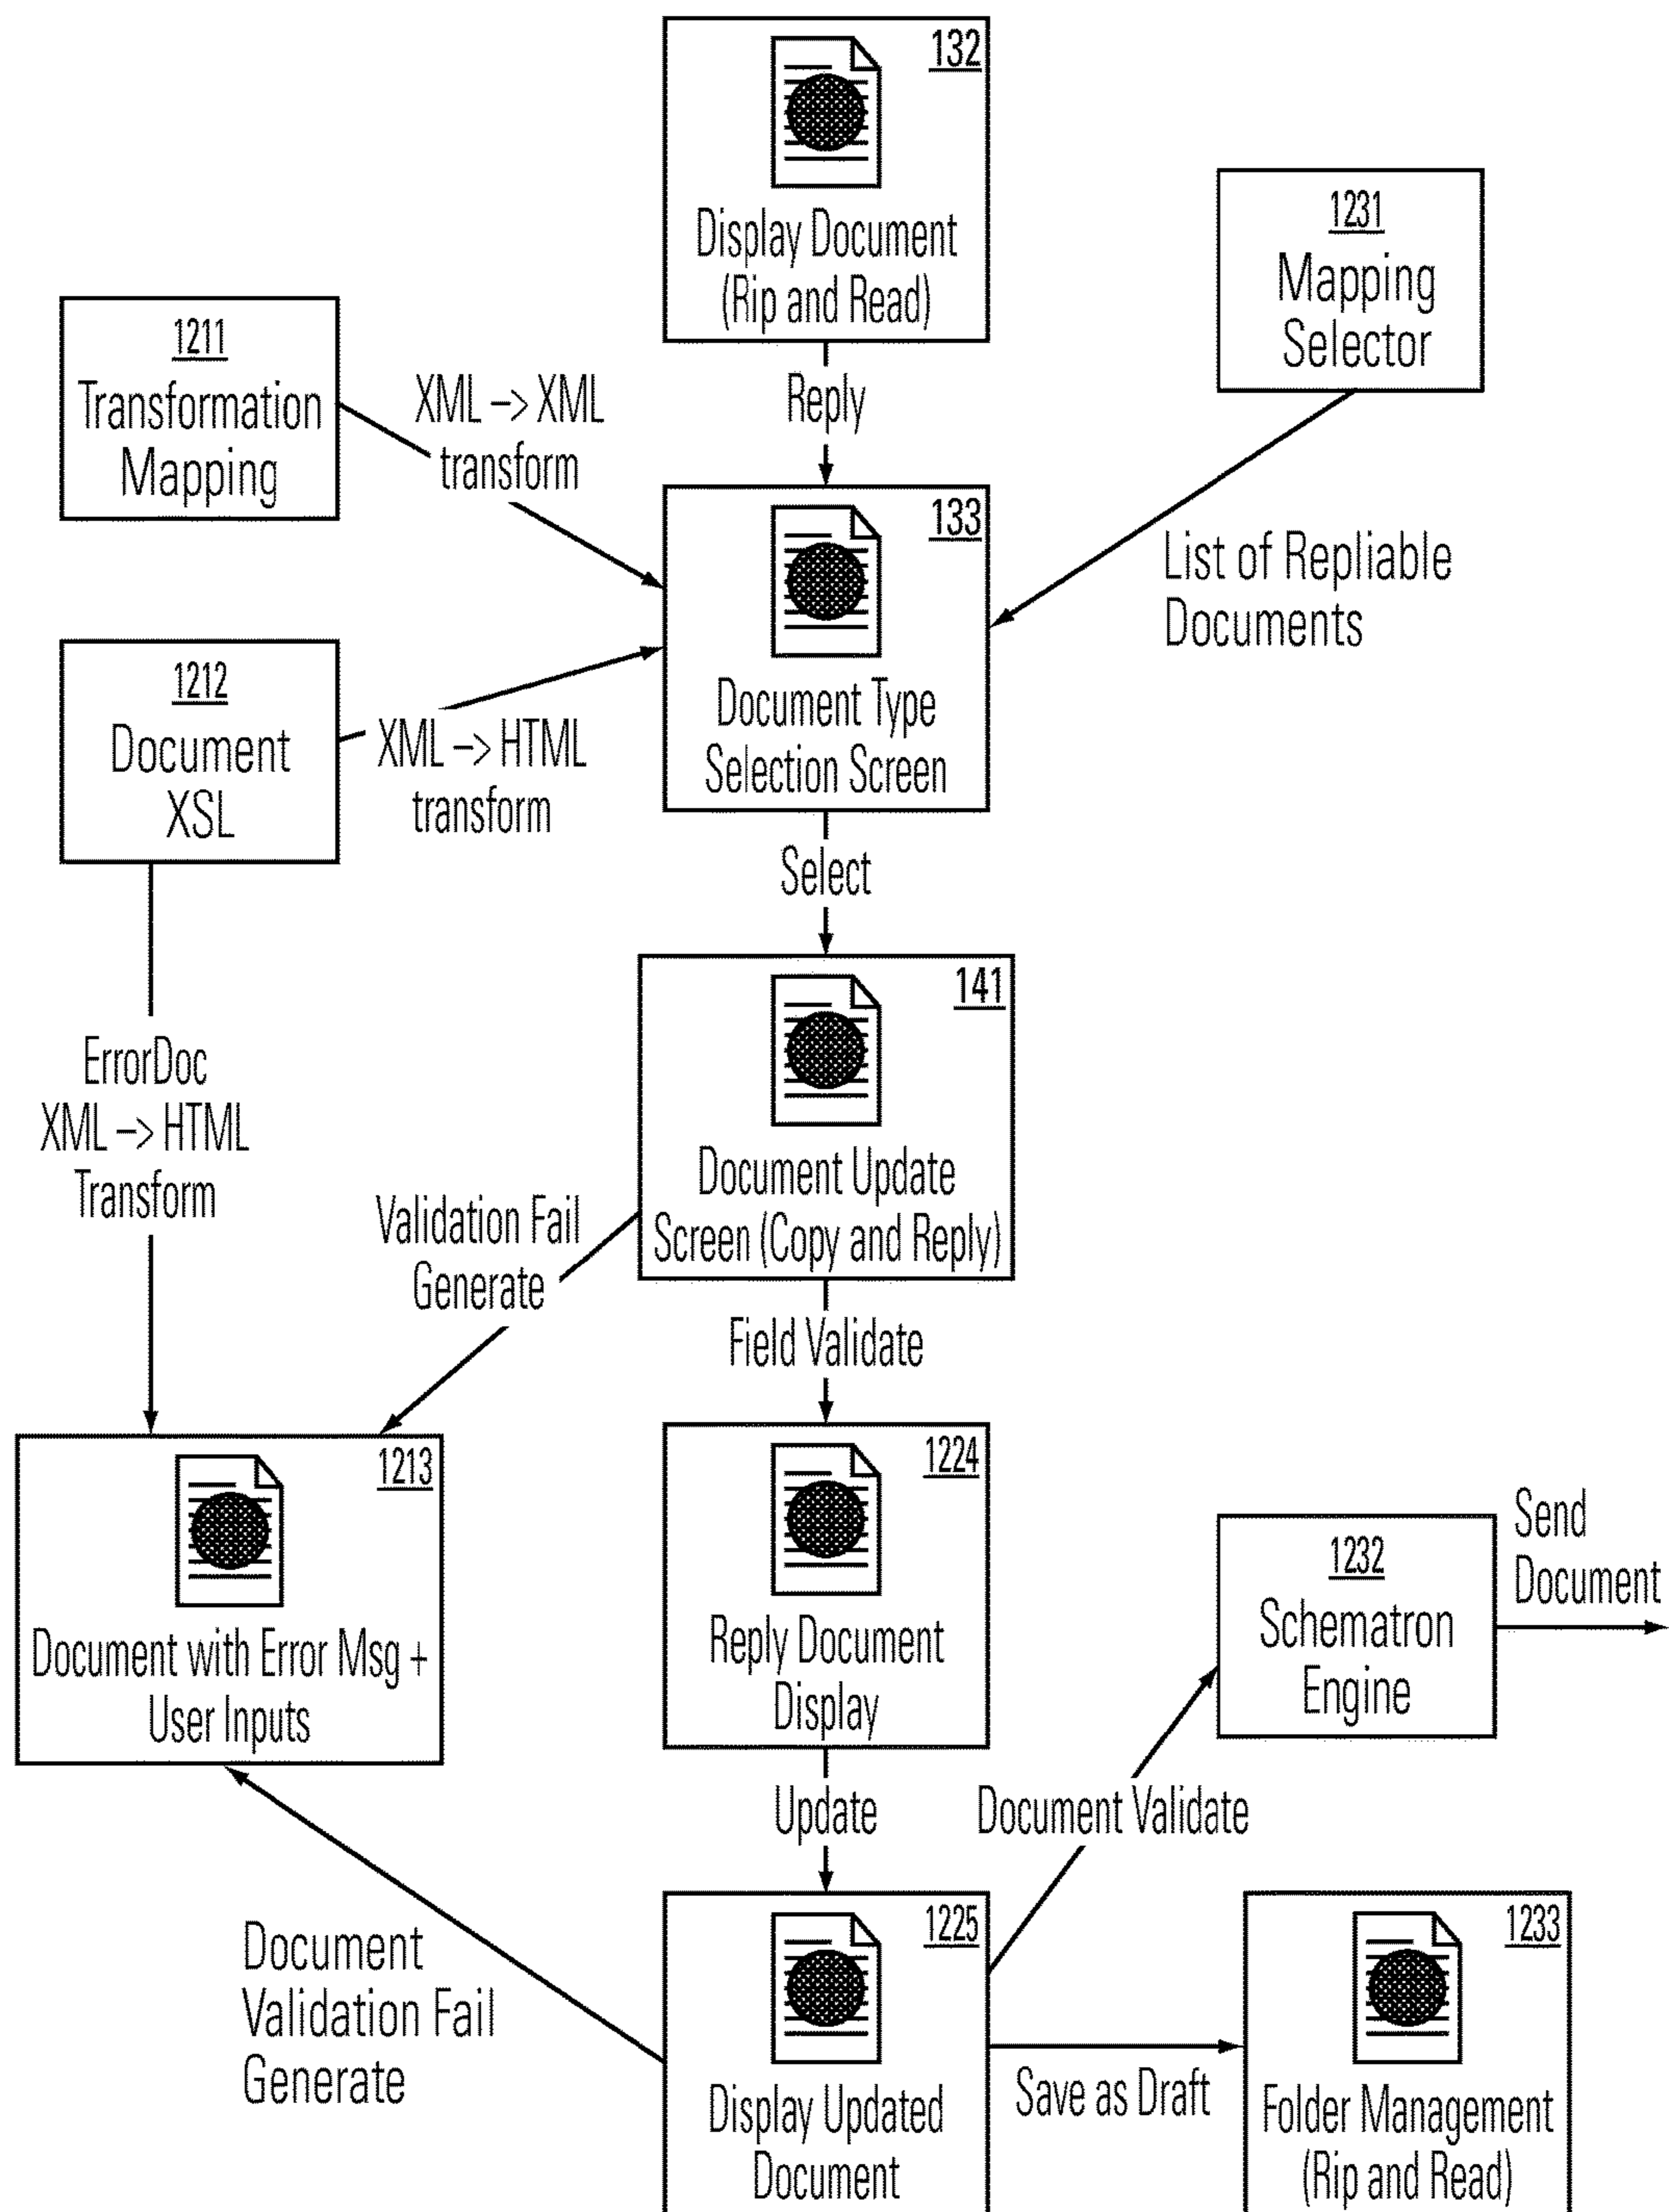 132
Display Document
(Rip and Read)
1231
Mapping
Selector
1211
Transformation
Mapping
XML –> XML
transform
Reply
133
Document Type
Selection Screen
List of Repliable
Documents
1212
Document
XSL
XML –> HTML
transform
Select
141
Document Update
Screen (Copy and Reply)
ErrorDoc
XML –> HTML
Transform
Validation Fail
Generate
Field Validate
1213
Document with Error Msg +
User Inputs
1224
Reply Document
Display
1232
Schematron
Engine
Send
Document
Update
Document Validate
Document
Validation Fail
Generate
1225
Display Updated
Document
Save as Draft
1233
Folder Management
(Rip and Read)